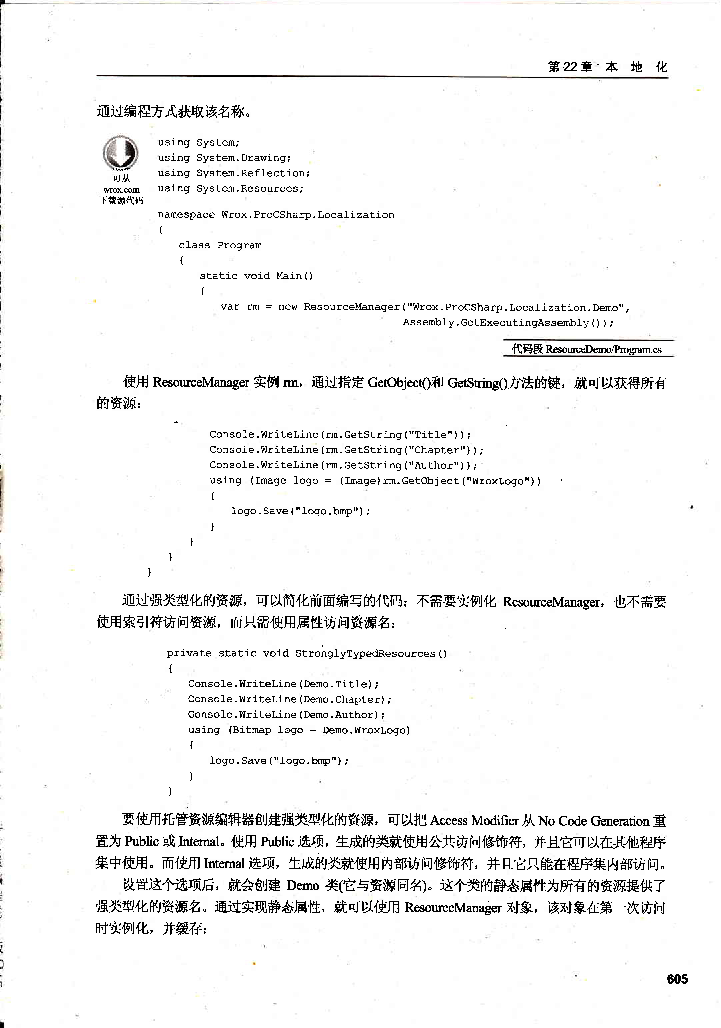 第22章 本 地 化
通过编程方式获取该名称。
可从
wrox.com
下载源代码
using System;
using System.Drawing;
using System.Reflection;
using System.Resources;
namespace Wrox.ProCSharp.Localization
{
class Program
{
static void Main()
{
var rm = new ResourceManager("Wrox.ProCSharp.Localization.Demo",
Assembly.GetExecutingAssembly());
代码段 ResourceDemo/Program.cs
使用 ResourceManager 实例 rm，通过指定 GetObject()和 GetString()方法的键，就可以获得所有
的资源：
Console.WriteLine(rm.GetString("Title"));
Console.WriteLine(rm.GetString("Chapter"));
Console.WriteLine(rm.GetString("Author"));
using (Image logo = (Image)rm.GetObject("WroxLogo"))
{
logo.Save("logo.bmp");
}
}
}
}
通过强类型化的资源，可以简化前面编写的代码；不需要实例化 ResourceManager，也不需要
使用索引符访问资源，而只需使用属性访问资源名：
private static void StronglyTypedResources()
{
Console.WriteLine(Demo.Title);
Console.WriteLine(Demo.Chapter);
Console.WriteLine(Demo.Author);
using (Bitmap logo = Demo.WroxLogo)
{
logo.Save("logo.bmp");
}
}
要使用托管资源编辑器创建强类型化的资源，可以把 Access Modifier 从 No Code Generation 重
置为 Public 或 Internal。使用 Public 选项，生成的类就使用公共访问修饰符，并且它可以在其他程序
集中使用。而使用 Internal 选项，生成的类就使用内部访问修饰符，并且它只能在程序集内部访问。
设置这个选项后，就会创建 Demo 类(它与资源同名)。这个类的静态属性为所有的资源提供了
强类型化的资源名。通过实现静态属性，就可以使用 ResourceManager 对象，该对象在第一次访问
时实例化，并缓存：
605